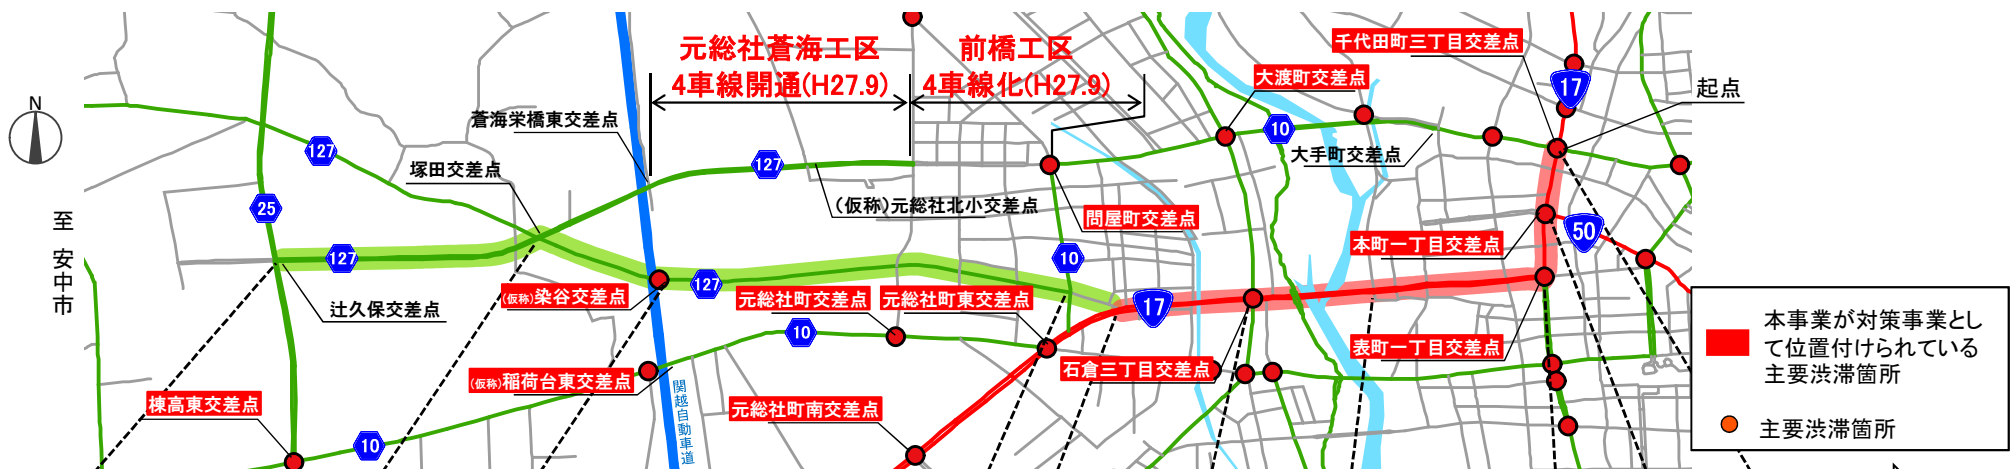 元総社蒼海工区
4車線開通(H27.9)
前橋工区
4車線化(H27.9)
千代田町三丁目交差点
大渡町交差点
17
起点
N
蒼海栄橋東交差点
127
塚田交差点
127
10
大手町交差点
25
(仮称)元総社北小交差点
問屋町交差点
至 安中市
127
10
本町一丁目交差点
50
辻久保交差点
(仮称)染谷交差点
127
元総社町交差点
元総社町東交差点
17
10
石倉三丁目交差点
表町一丁目交差点
(仮称)稲荷台東交差点
関越自動車道
棟高東交差点
元総社町南交差点
10
本事業が対策事業とし
て位置付けられている
主要渋滞箇所
主要渋滞箇所